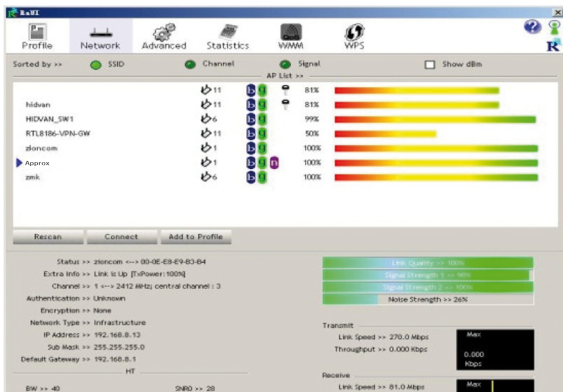 RaUI
Profile Network Advanced Statistics WMM WPS
Sorted by >> SSID Channel Signal Show dBm
AP List >>
11 b g 81%
hidvan 11 b g 81%
HIDVAN_SW1 6 b g 99%
RTL8186-VPN-GW 11 b g 50%
zioncom 1 b g 100%
Approx 1 b g n 100%
zmk 6 b g 100%
Rescan Connect Add to Profile
Status >> zioncom <--> 00-0E-E8-E9-83-84
Extra Info >> Link is Up [TxPower:100%]
Channel >> 1 <--> 2412 MHz; central channel : 3
Authentication >> Unknown
Encryption >> None
Network Type >> Infrastructure
IP Address >> 192.168.8.13
Sub Mask >> 255.255.255.0
Default Gateway >> 192.168.8.1
HT
BW >> 40 SNR0 >> 28
Link Quality >> 100%
Signal Strength 1 >>
Signal Strength 2 >> 100%
Noise Strength >> 26%
Transmit
Link Speed >> 270.0 Mbps
Throughput >> 0.000 Kbps
Max
0.000
Kbps
Receive
Link Speed >> 81.0 Mbps
Max